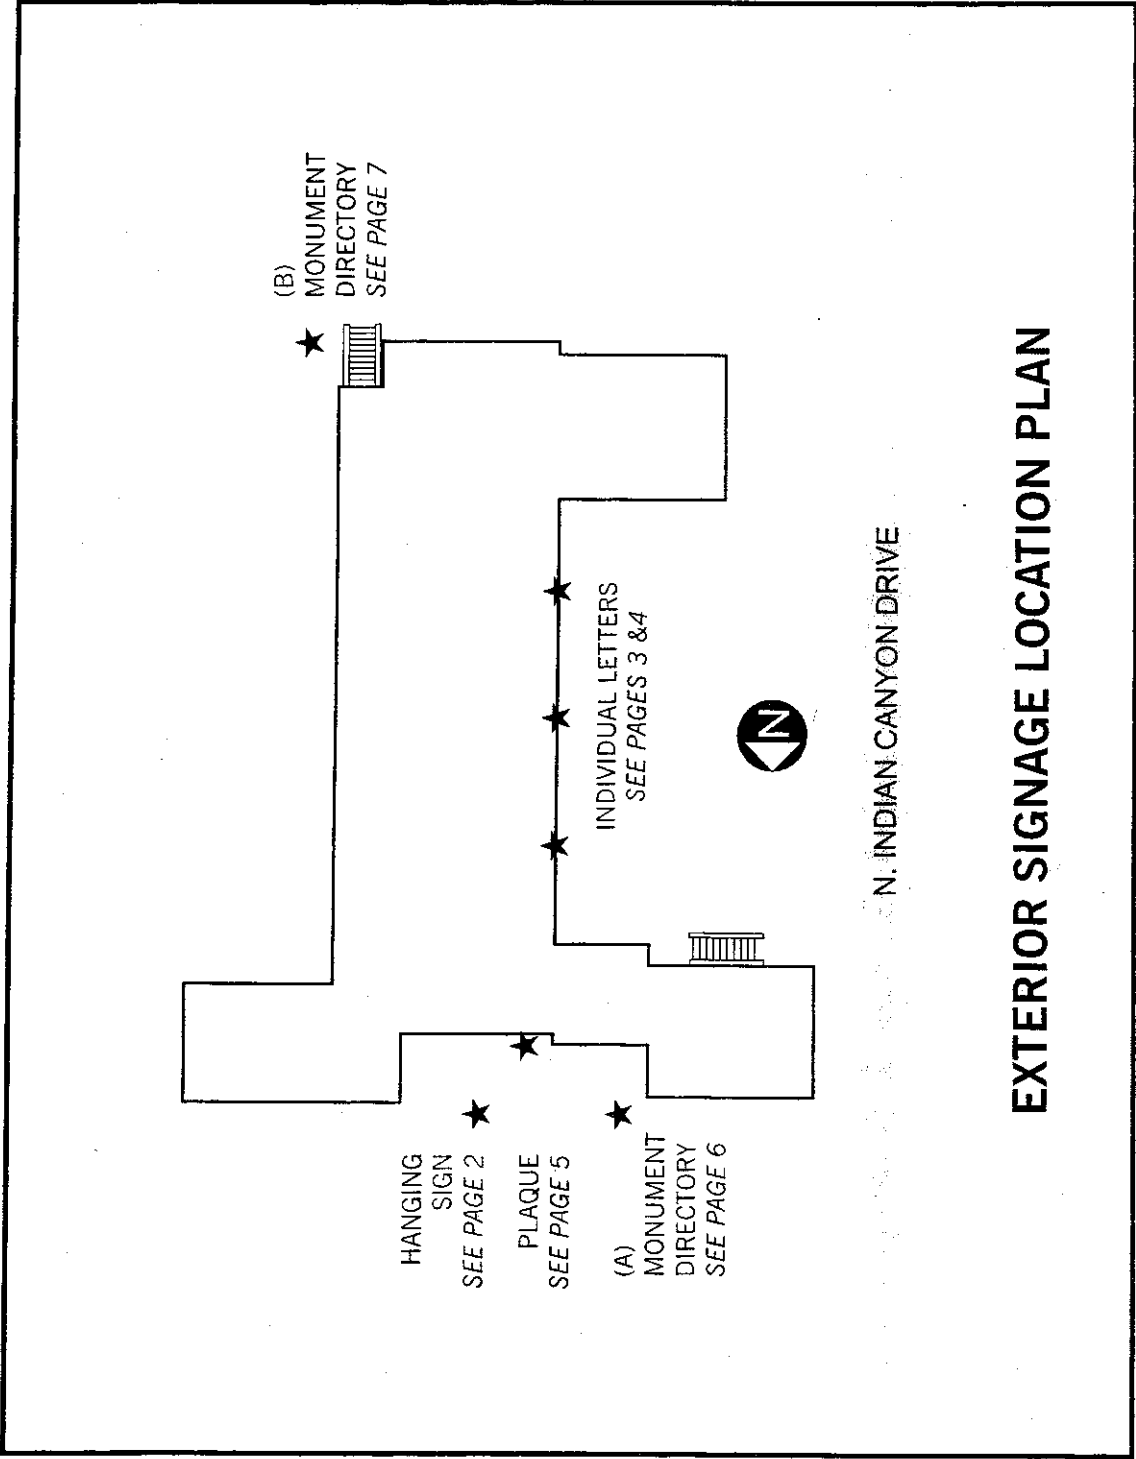 (B)
MONUMENT
DIRECTORY
SEE PAGE 7
HANGING
SIGN
SEE PAGE 2
PLAQUE
SEE PAGE 5
(A)
MONUMENT
DIRECTORY
SEE PAGE 6
INDIVIDUAL LETTERS
SEE PAGES 3 &4
N
N. INDIAN CANYON DRIVE
EXTERIOR SIGNAGE LOCATION PLAN